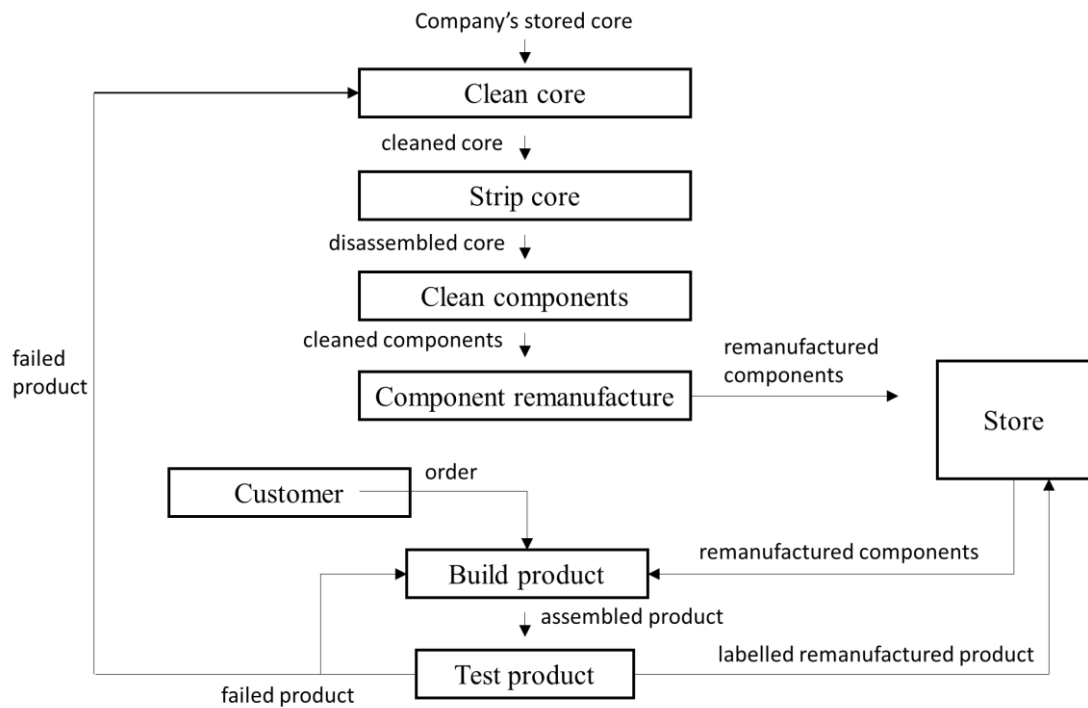 Company's stored core
Clean core
cleaned core
Strip core
disassembled core
Clean components
cleaned components
failed
product
remanufactured
components
Component remanufacture
Store
order
Customer
remanufactured components
Build product
assembled product
Test product
labelled remanufactured product
failed product